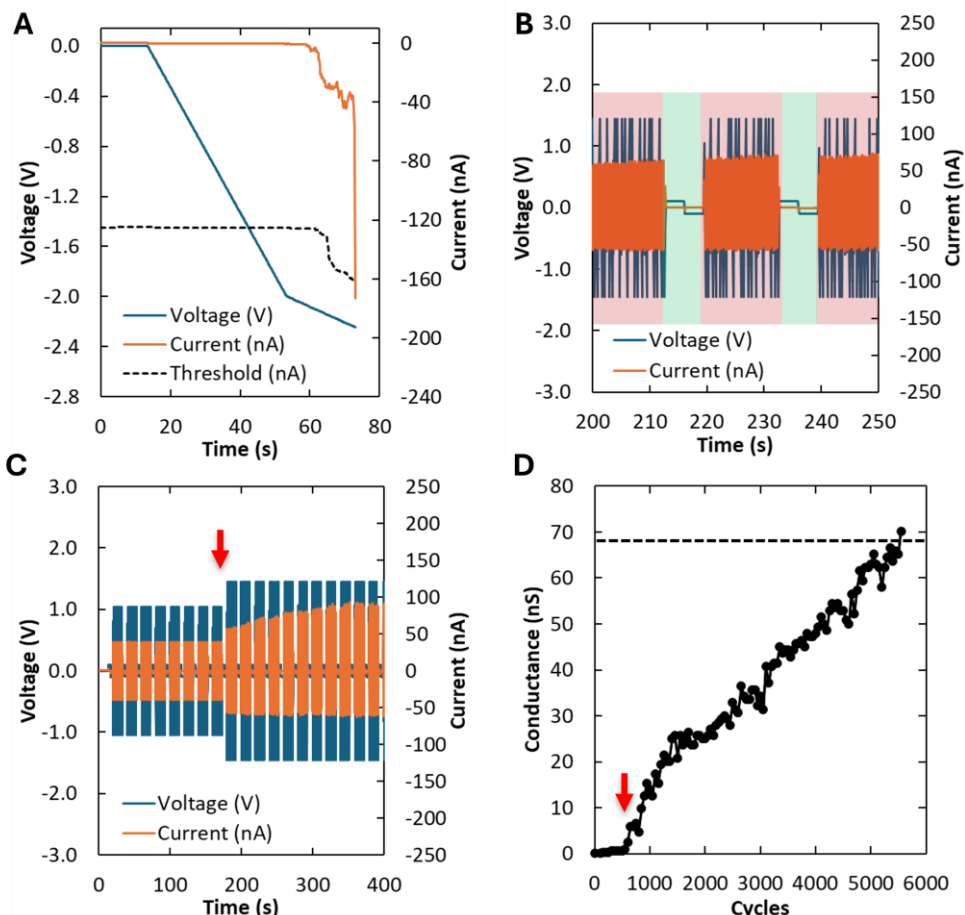 A
0.0
-0.4
-0.8
-1.2
-1.6
-2.0
-2.4
-2.8
Voltage (V)
0
-40
-80
-120
-160
-200
-240
Current (nA)
Voltage (V)
Current (nA)
Threshold (nA)
0 20 40 60 80
Time (s)
B
3.0
2.0
1.0
0.0
-1.0
-2.0
-3.0
Voltage (V)
250
200
150
100
50
0
-50
-100
-150
-200
-250
Current (nA)
Voltage (V)
Current (nA)
200 210 220 230 240 250
Time (s)
C
3.0
2.0
1.0
0.0
-1.0
-2.0
-3.0
Voltage (V)
250
200
150
100
50
0
-50
-100
-150
-200
-250
Current (nA)
Voltage (V)
Current (nA)
0 100 200 300 400
Time (s)
D
80
70
60
50
40
30
20
10
0
Conductance (nS)
0 1000 2000 3000 4000 5000 6000
Cycles